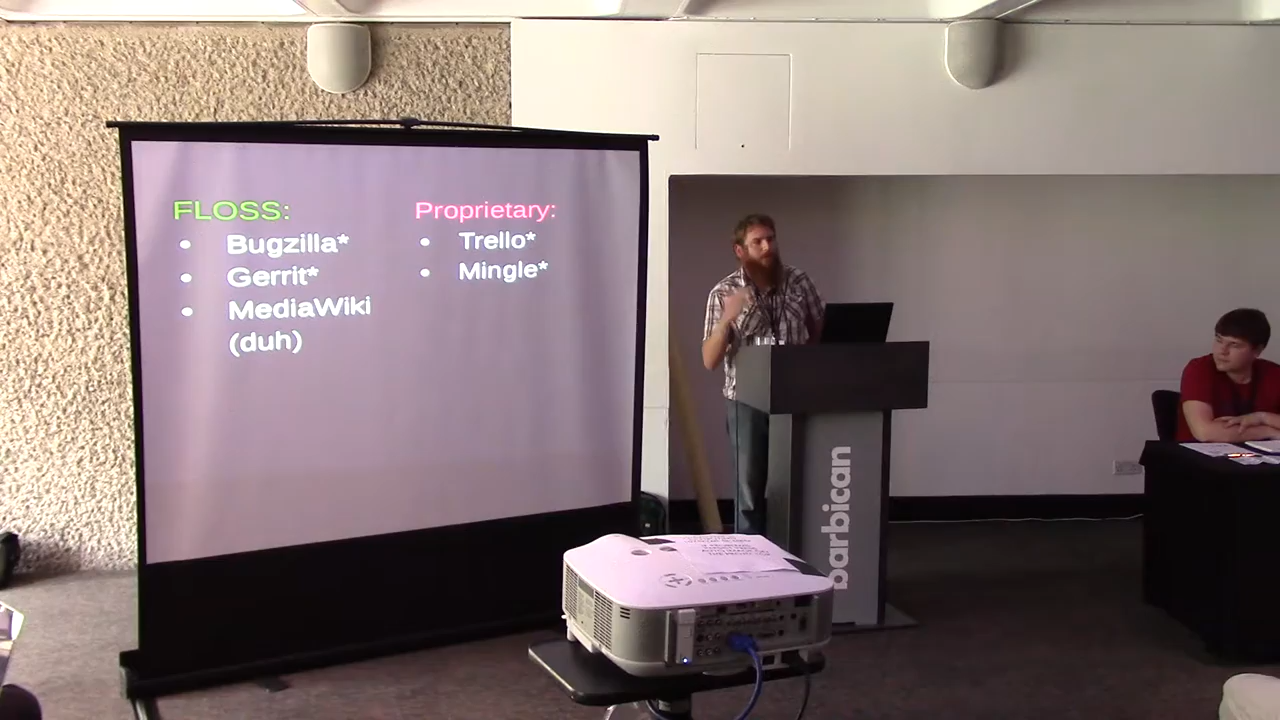 FLOSS:
• Bugzilla*
• Gerrit*
• MediaWiki
(duh)
Proprietary:
• Trello*
• Mingle*
barbican